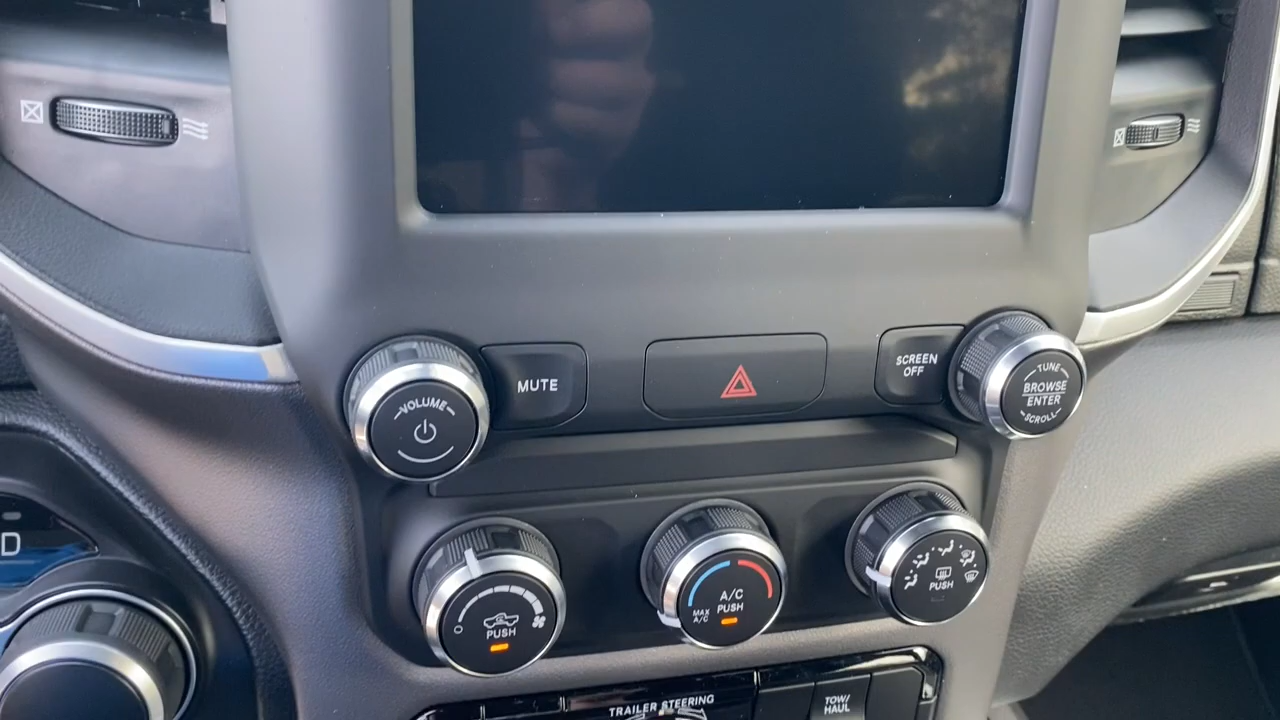 MUTE
SCREEN
OFF
TUNE
BROWSE
ENTER
SCROLL
VOLUME
D
PUSH
A/C
PUSH
MAX
A/C
PUSH
TRAILER STEERING
TOW/
HAUL